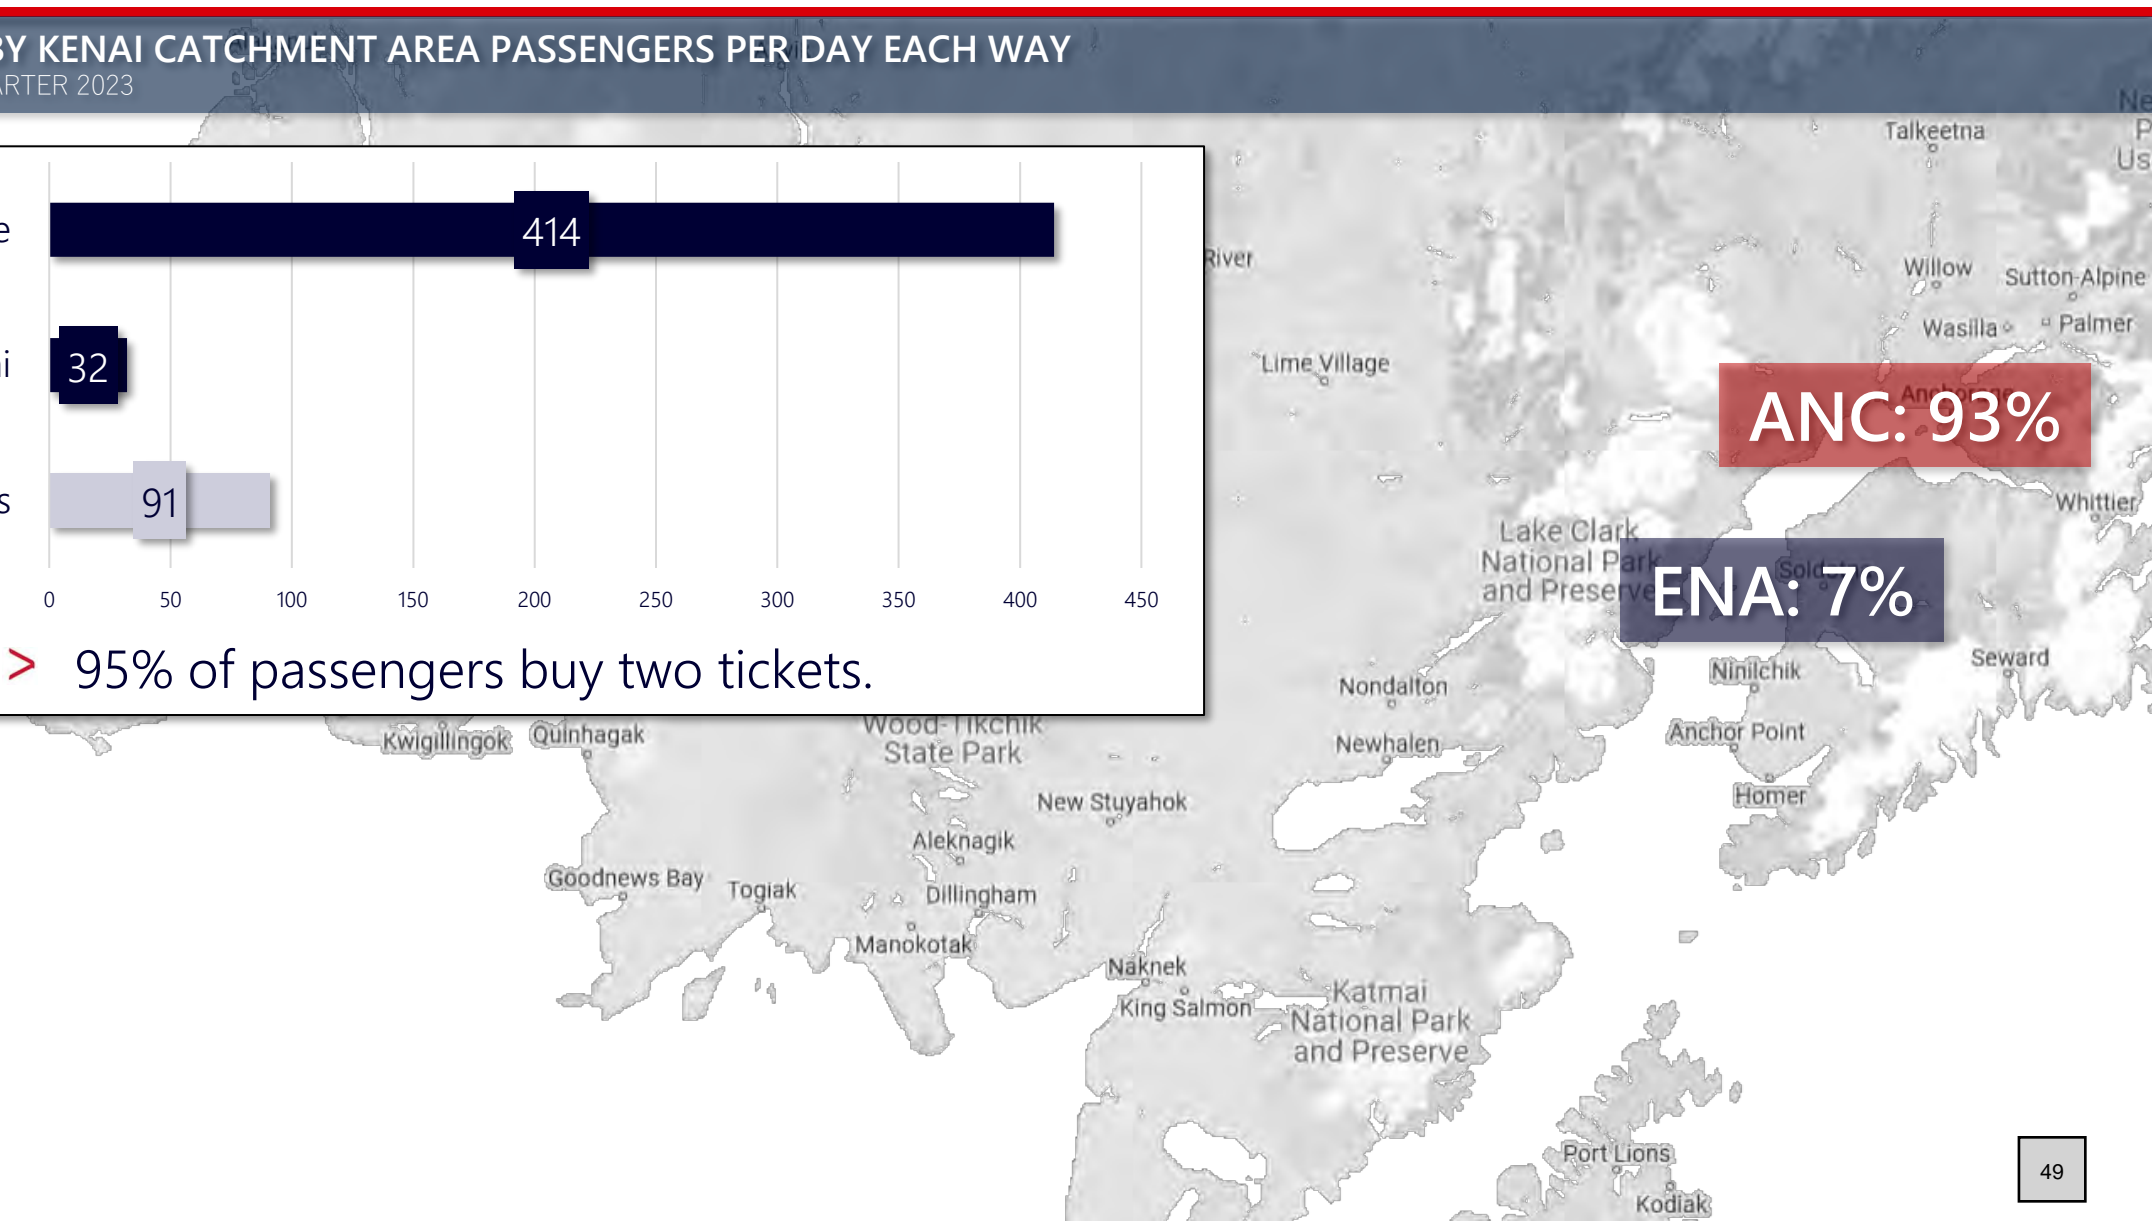 BY KENAI CATCHMENT AREA PASSENGERS PER DAY EACH WAY
RTER 2023
414
32
91
0 50 100 150 200 250 300 350 400 450
> 95% of passengers buy two tickets.
Talkeetna
River
Willow
Sutton-Alpine
Wasilla
Palmer
Lime Village
Anchorage
ANC: 93%
Whittier
Lake Clark
National Park
and Preserve
ENA: 7%
Seward
Ninilchik
Nondalton
Anchor Point
Newhalen
Homer
Kwigillingok
Quinhagak
Wood-Tikchik
State Park
New Stuyahok
Aleknagik
Goodnews Bay
Togiak
Dillingham
Manokotak
Naknek
King Salmon
Katmai
National Park
and Preserve
Port Lions
Kodiak
49